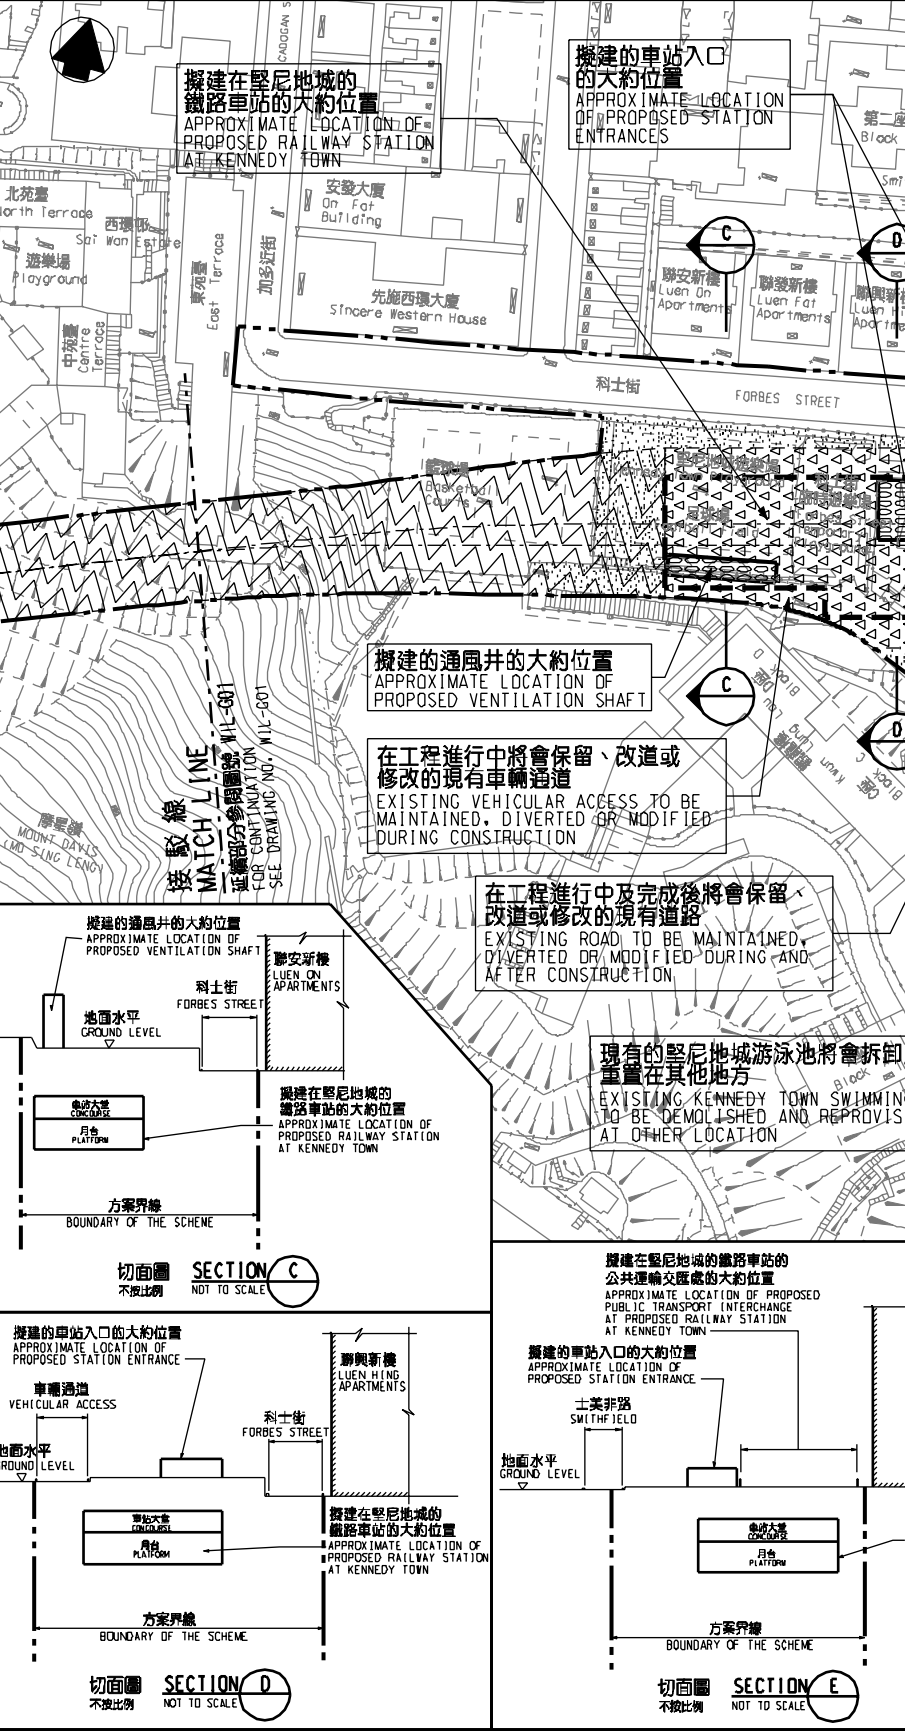 CADOGAN S
擬建在堅尼地城的
鐵路車站的大約位置
APPROXIMATE LOCATION OF
PROPOSED RAILWAY STATION
AT KENNEDY TOWN
擬建的車站入口
的大約位置
APPROXIMATE LOCATION
OF PROPOSED STATION
ENTRANCES
第二座
Block
Smi
北苑臺
orth Terrace
西環邨
Sai Wan Estate
遊樂場
Playground
安發大廈
On Fat
Building
東苑臺
East Terrace
加多近街
先施西環大廈
Sincere Western House
中苑臺
Centre
Terrace
C
D
聯安新樓
Luen On
Apartments
聯發新樓
Luen Fat
Apartments
聯興新樓
Luen Hi
Apartme
科士街
FORBES STREET
籃球場
Basketball
Courts
擬建的通風井的大約位置
APPROXIMATE LOCATION OF
PROPOSED VENTILATION SHAFT
C
D
在工程進行中將會保留、改道或
修改的現有車輛通道
EXISTING VEHICULAR ACCESS TO BE
MAINTAINED, DIVERTED OR MODIFIED
DURING CONSTRUCTION
在工程進行中及完成後將會保留、
改道或修改的現有道路
EXISTING ROAD TO BE MAINTAINED,
DIVERTED OR MODIFIED DURING AND
AFTER CONSTRUCTION
現有的堅尼地城游泳池將會拆卸
重置在其他地方
EXISTING KENNEDY TOWN SWIMMIN
TO BE DEMOLISHED AND REPROVIS
AT OTHER LOCATION
Block
Block D
Lou
Kwun Lung
Block C
摩星嶺
MOUNT DAVIS
(MO SING LENG)
接駁線
MATCH LINE
延續部分參閱圖號 WIL-G01
FOR CONTINUATION
SEE DRAWING NO. WIL-G01
擬建的通風井的大約位置
APPROXIMATE LOCATION OF
PROPOSED VENTILATION SHAFT
聯安新樓
LUEN ON
APARTMENTS
科士街
FORBES STREET
地面水平
GROUND LEVEL
車站大堂
CONCOURSE
月台
PLATFORM
擬建在堅尼地城的
鐵路車站的大約位置
APPROXIMATE LOCATION OF
PROPOSED RAILWAY STATION
AT KENNEDY TOWN
方案界線
BOUNDARY OF THE SCHEME
切面圖 SECTION C
不按比例 NOT TO SCALE
擬建的車站入口的大約位置
APPROXIMATE LOCATION OF
PROPOSED STATION ENTRANCE
聯興新樓
LUEN HING
APARTMENTS
車輛通道
VEHICULAR ACCESS
科士街
FORBES STREET
地面水平
GROUND LEVEL
車站大堂
CONCOURSE
月台
PLATFORM
擬建在堅尼地城的
鐵路車站的大約位置
APPROXIMATE LOCATION OF
PROPOSED RAILWAY STATION
AT KENNEDY TOWN
方案界線
BOUNDARY OF THE SCHEME
切面圖 SECTION D
不按比例 NOT TO SCALE
擬建在堅尼地城的鐵路車站的
公共運輸交匯處的大約位置
APPROXIMATE LOCATION OF PROPOSED
PUBLIC TRANSPORT INTERCHANGE
AT PROPOSED RAILWAY STATION
AT KENNEDY TOWN
擬建的車站入口的大約位置
APPROXIMATE LOCATION OF
PROPOSED STATION ENTRANCE
士美非路
SMITHFIELD
地面水平
GROUND LEVEL
車站大堂
CONCOURSE
月台
PLATFORM
方案界線
BOUNDARY OF THE SCHEME
切面圖 SECTION E
不按比例 NOT TO SCALE